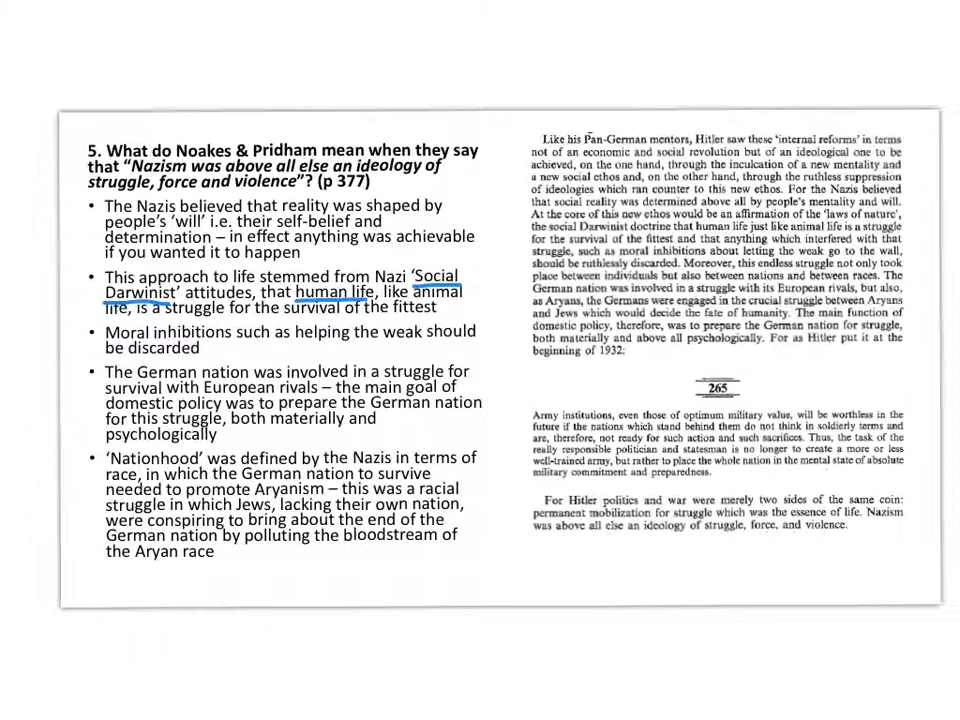 5. What do Noakes & Pridham mean when they say
that “Nazism was above all else an ideology of
struggle, force and violence”? (p 377)
• The Nazis believed that reality was shaped by
people’s ‘will’ i.e. their self-belief and
determination – in effect anything was achievable
if you wanted it to happen
• This approach to life stemmed from Nazi ‘Social
Darwinist’ attitudes, that human life, like animal
life, is a struggle for the survival of the fittest
• Moral inhibitions such as helping the weak should
be discarded
• The German nation was involved in a struggle for
survival with European rivals – the main goal of
domestic policy was to prepare the German nation
for this struggle, both materially and
psychologically
• ‘Nationhood’ was defined by the Nazis in terms of
race, in which the German nation to survive
needed to promote Aryanism – this was a racial
struggle in which Jews, lacking their own nation,
were conspiring to bring about the end of the
German nation by polluting the bloodstream of
the Aryan race
Like his Pan-German mentors, Hitler saw these ‘internal reforms’ in terms
not of an economic and social revolution but of an ideological one to be
achieved, on the one hand, through the inculcation of a new mentality and
a new social ethos and, on the other hand, through the ruthless suppression
of ideologies which ran counter to this new ethos. For the Nazis believed
that social reality was determined above all by people’s mentality and will.
At the core of this new ethos would be an affirmation of the ‘laws of nature’,
the social Darwinist doctrine that human life just like animal life is a struggle
for the survival of the fittest and that anything which interfered with that
struggle, such as moral inhibitions about letting the weak go to the wall,
should be ruthlessly discarded. Moreover, this endless struggle not only took
place between individuals but also between nations and between races. The
German nation was involved in a struggle with its European rivals, but also,
as Aryans, the Germans were engaged in the crucial struggle between Aryans
and Jews which would decide the fate of humanity. The main function of
domestic policy, therefore, was to prepare the German nation for struggle,
both materially and above all psychologically. For as Hitler put it at the
beginning of 1932:
265
Army institutions, even those of optimum military value, will be worthless in the
future if the nations which stand behind them do not think in soldierly terms and
are, therefore, not ready for such action and such sacrifices. Thus, the task of the
really responsible politician and statesman is no longer to create a more or less
well-trained army, but rather to place the whole nation in the mental state of absolute
military commitment and preparedness.
For Hitler politics and war were merely two sides of the same coin:
permanent mobilization for struggle which was the essence of life. Nazism
was above all else an ideology of struggle, force, and violence.